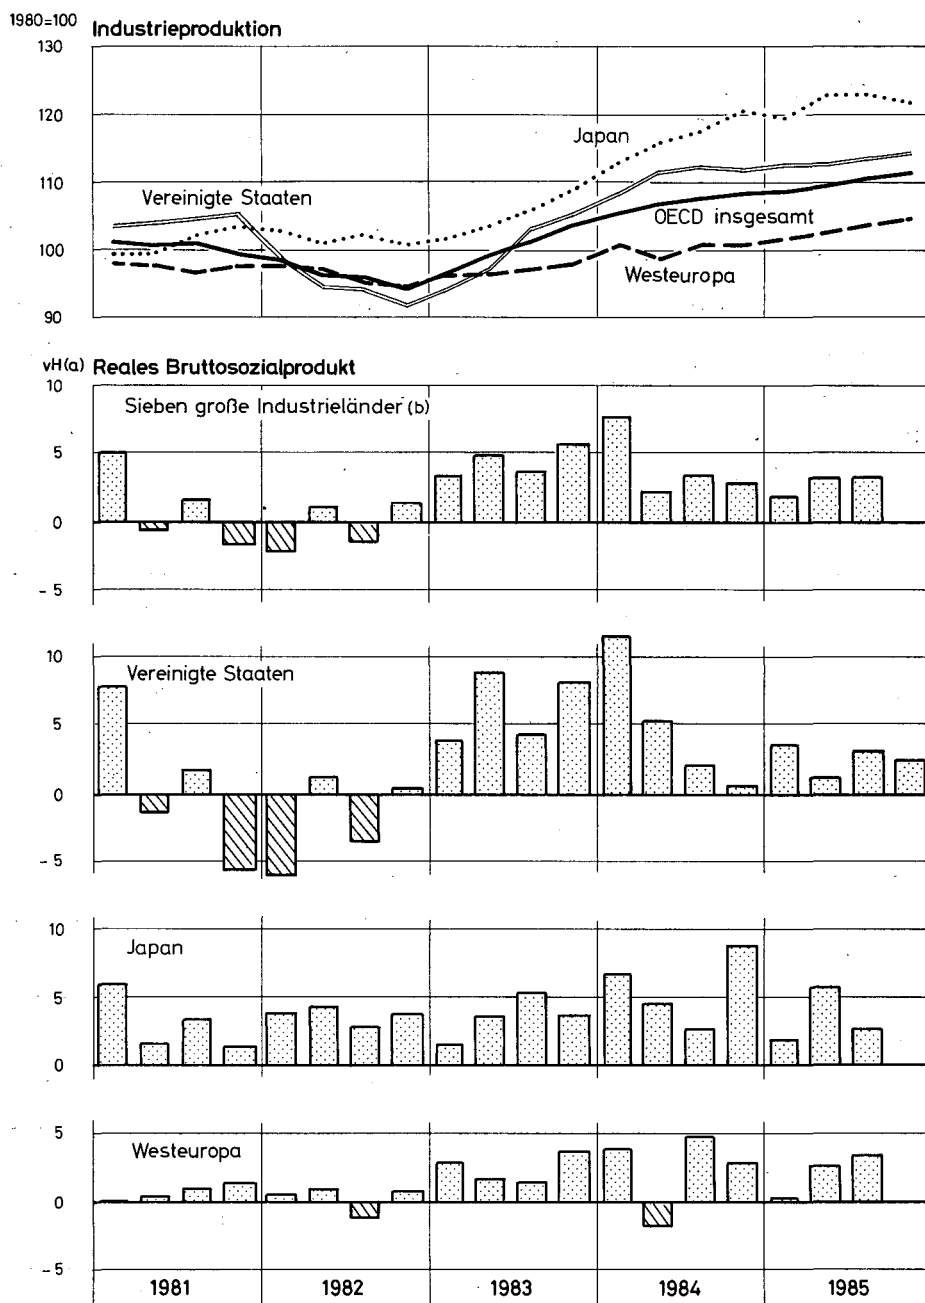 1980=100
Industrieproduktion
130
120
Japan
110
Vereinigte Staaten
OECD insgesamt
100
Westeuropa
90
vH(a) Reales Bruttosozialprodukt
10
Sieben große Industrieländer (b)
5
0
- 5
10
Vereinigte Staaten
5
0
- 5
10
Japan
5
0
5
Westeuropa
0
- 5
1981 1982 1983 1984 1985